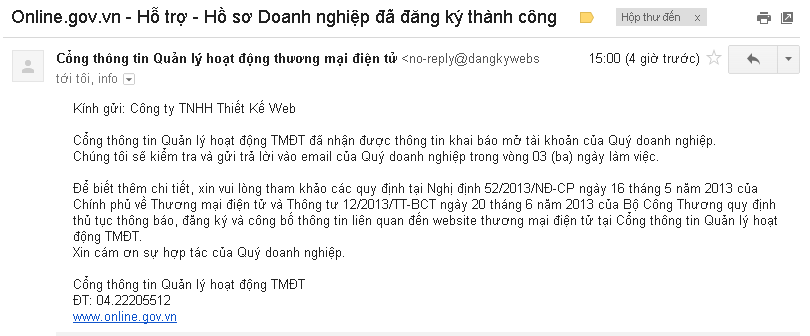 Online.gov.vn - Hỗ trợ - Hồ sơ Doanh nghiệp đã đăng ký thành công
Hộp thư đến x
Cổng thông tin Quản lý hoạt động thương mại điện tử <no-reply@dangkywebs
15:00 (4 giờ trước)
tới tôi, info
Kính gửi: Công ty TNHH Thiết Kế Web
Cổng thông tin Quản lý hoạt động TMĐT đã nhận được thông tin khai báo mở tài khoản của Quý doanh nghiệp.
Chúng tôi sẽ kiểm tra và gửi trả lời vào email của Quý doanh nghiệp trong vòng 03 (ba) ngày làm việc.
Để biết thêm chi tiết, xin vui lòng tham khảo các quy định tại Nghị định 52/2013/NĐ-CP ngày 16 tháng 5 năm 2013 của
Chính phủ về Thương mại điện tử và Thông tư 12/2013/TT-BCT ngày 20 tháng 6 năm 2013 của Bộ Công Thương quy định
thủ tục thông báo, đăng ký và công bố thông tin liên quan đến website thương mại điện tử tại Cổng thông tin Quản lý hoạt
động TMĐT.
Xin cám ơn sự hợp tác của Quý doanh nghiệp.
Cổng thông tin Quản lý hoạt động TMĐT
ĐT: 04.22205512
www.online.gov.vn